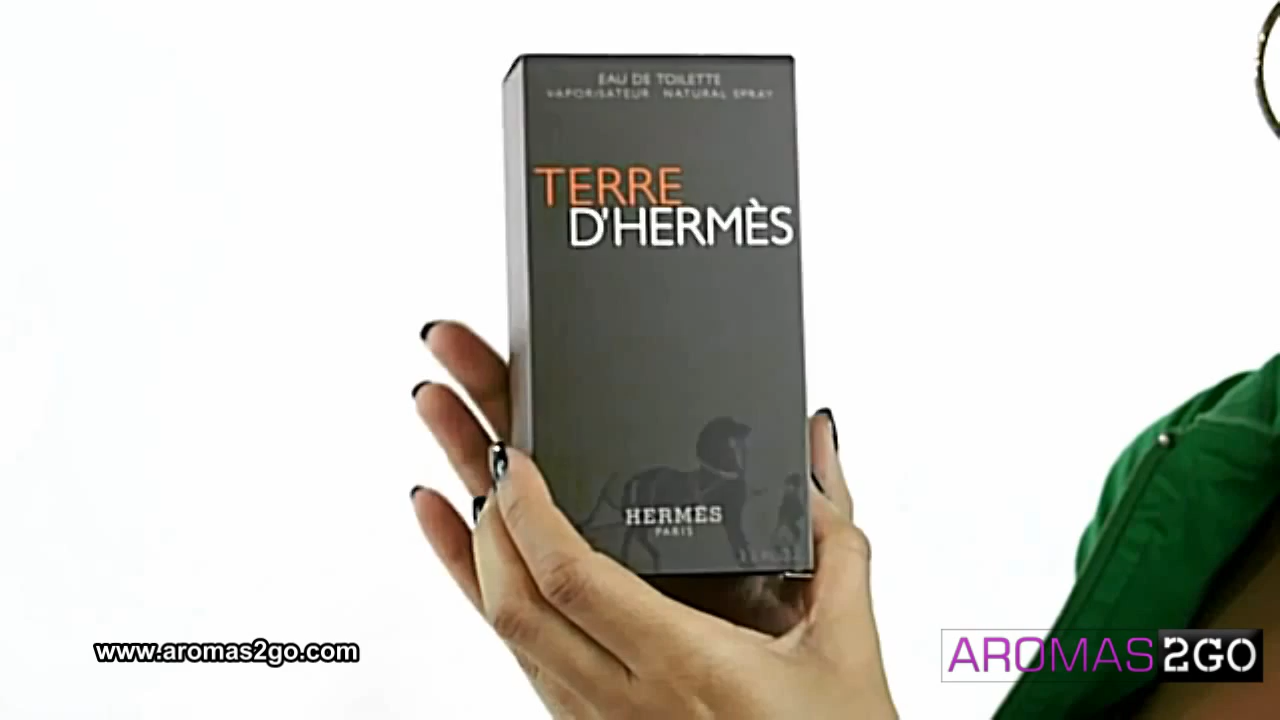 EAU DE TOILETTE
VAPORISATEUR NATURAL SPRAY
TERRE
D'HERMÈS
HERMÈS
PARIS
www.aromas2go.com
AROMAS2GO